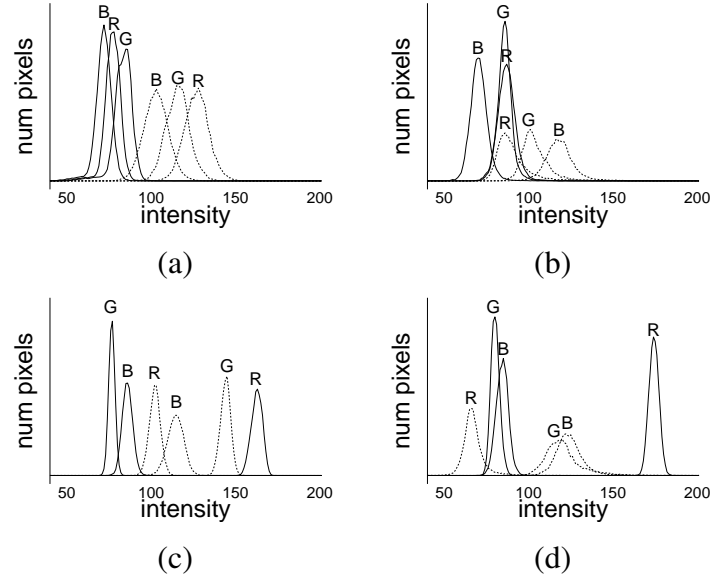 B R G B G R
num pixels
50 100 150 200
intensity
(a)
G
B R
R G B
num pixels
50 100 150 200
intensity
(b)
G
B R B G R
num pixels
50 100 150 200
intensity
(c)
G
B R
R G B
num pixels
50 100 150 200
intensity
(d)